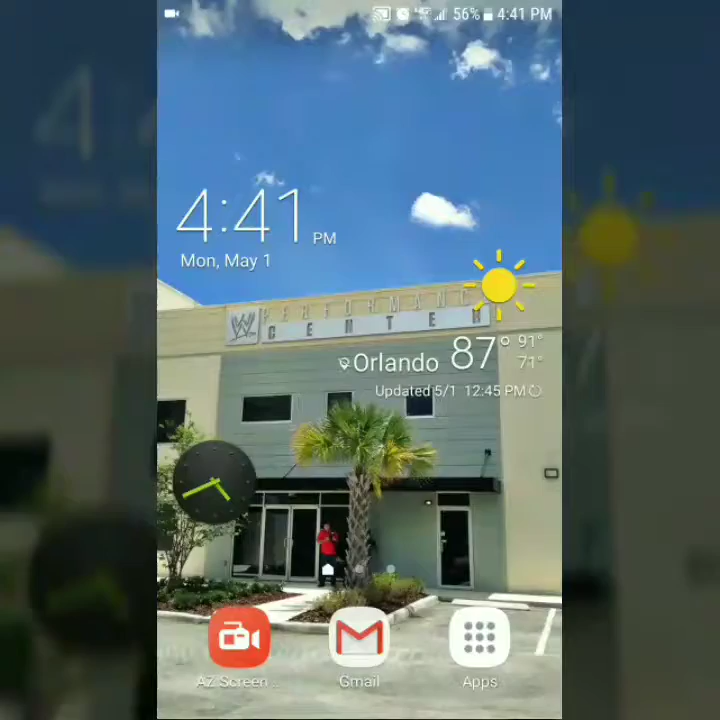 56% 4:41 PM
4:41 PM
Mon, May 1
W
PERFORMANC
CENTER
Orlando 87° 91°
71°
Updated 5/1 12:45 PM
AZ Screen ..
Gmail
Apps